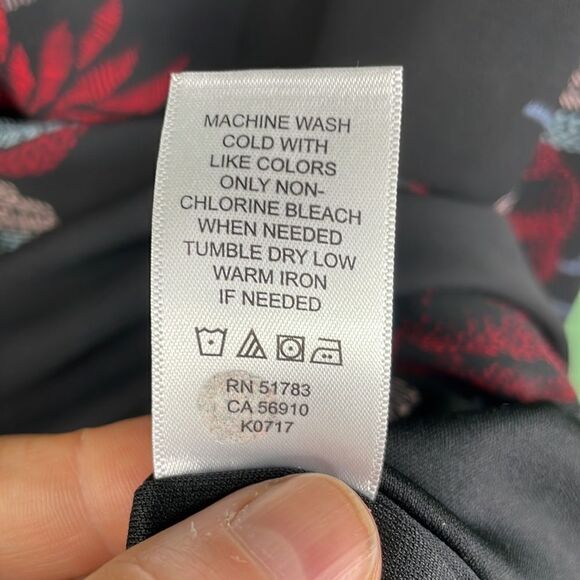 MACHINE WASH
COLD WITH
LIKE COLORS
ONLY NON-
CHLORINE BLEACH
WHEN NEEDED
TUMBLE DRY LOW
WARM IRON
IF NEEDED
RN 51783
CA 56910
K0717